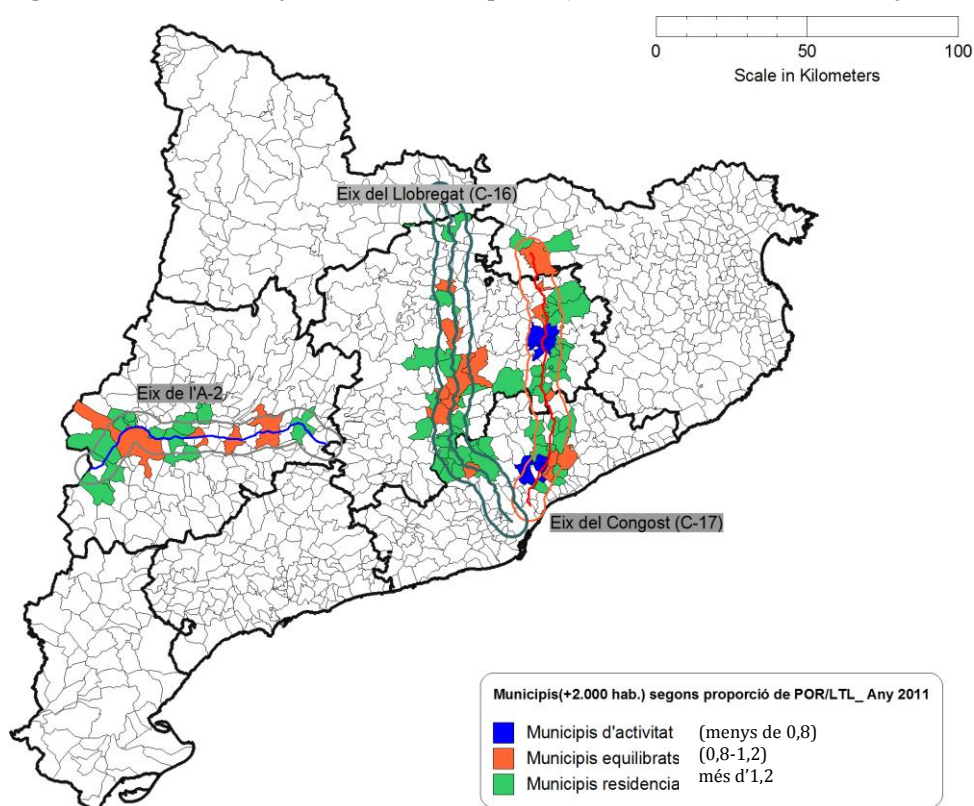 0 50 100
Scale in Kilometers
Eix del Llobregat (C-16)
Eix de l'A-2
Eix del Congost (C-17)
Municipis(+2.000 hab.) segons proporció de POR/LTL_ Any 2011
Municipis d'activitat (menys de 0,8)
Municipis equilibrats (0,8-1,2)
Municipis residencia més d'1,2